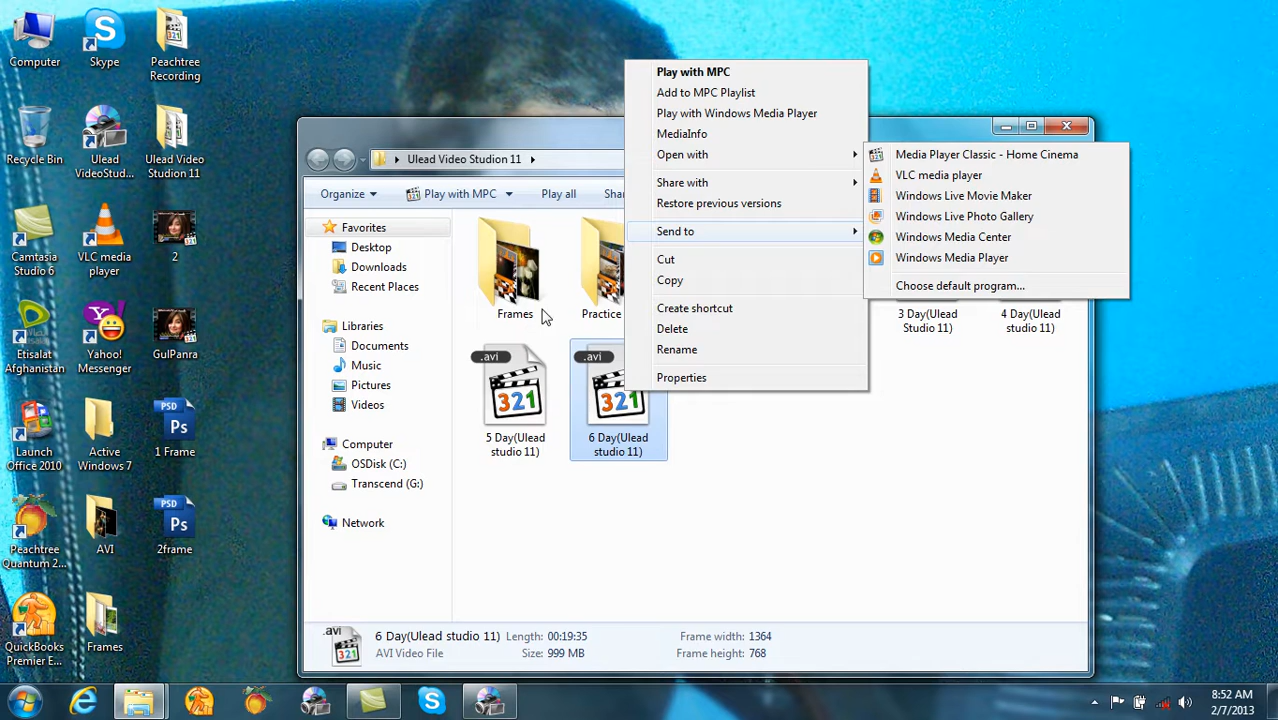 Computer
Skype
Peachtree
Recording
Recycle Bin
Ulead
VideoStud...
Ulead Video
Studion 11
Camtasia
Studio 6
VLC media
player
2
Etisalat
Afghanistan
Yahoo!
Messenger
GulPanra
Launch
Office 2010
Active
Windows 7
PSD
Ps
1 Frame
Peachtree
Quantum 2...
AVI
PSD
Ps
2frame
QuickBooks
Premier E...
Frames
Ulead Video Studion 11
Organize
Play with MPC
Play all
Shar
Favorites
Desktop
Downloads
Recent Places
Libraries
Documents
Music
Pictures
Videos
Computer
OSDisk (C:)
Transcend (G:)
Network
Frames
Practice
3 Day(Ulead
studio 11)
4 Day(Ulead
studio 11)
.avi
321
5 Day(Ulead
studio 11)
.avi
321
6 Day(Ulead
studio 11)
Play with MPC
Add to MPC Playlist
Play with Windows Media Player
MediaInfo
Open with
Share with
Restore previous versions
Send to
Cut
Copy
Create shortcut
Delete
Rename
Properties
Media Player Classic - Home Cinema
VLC media player
Windows Live Movie Maker
Windows Live Photo Gallery
Windows Media Center
Windows Media Player
Choose default program...
.avi
321
6 Day(Ulead studio 11)
Length: 00:19:35
Frame width: 1364
AVI Video File
Size: 999 MB
Frame height: 768
8:52 AM
2/7/2013